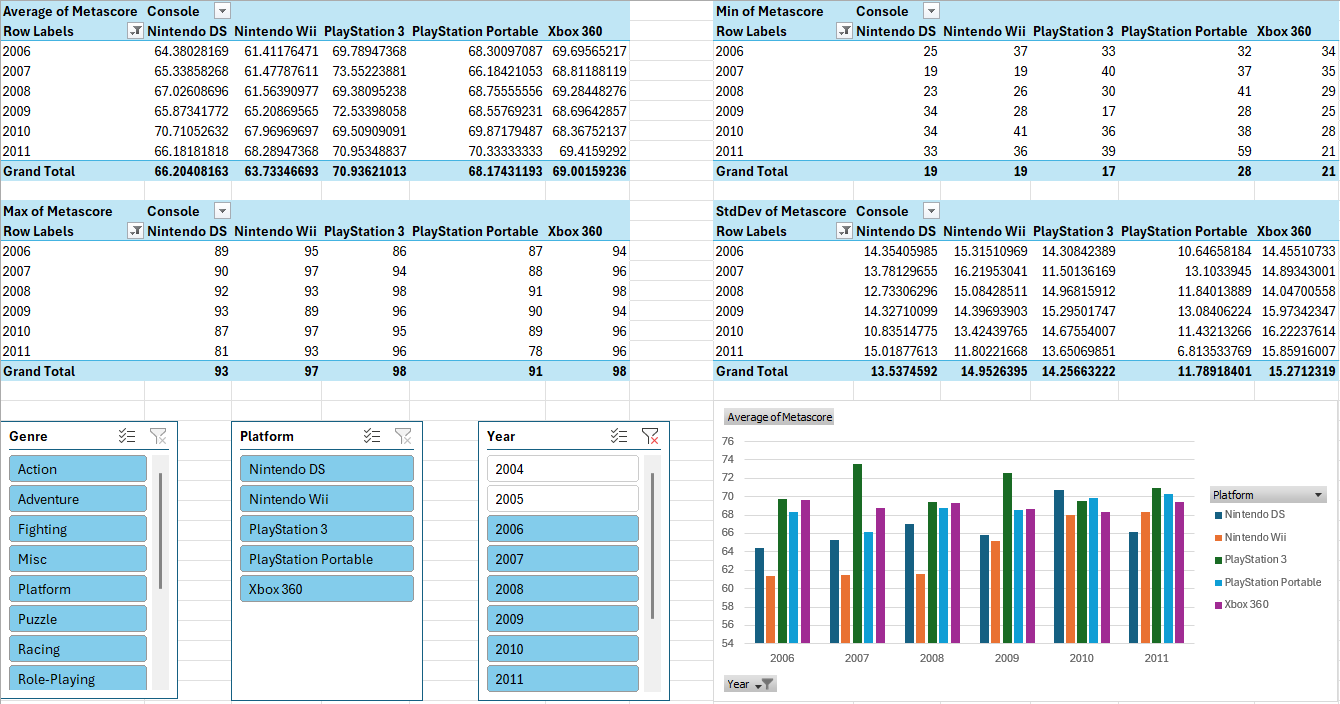 Average of Metascore Console
Row Labels Nintendo DS Nintendo Wii PlayStation 3 PlayStation Portable Xbox 360
2006 64.38028169 61.41176471 69.78947368 68.30097087 69.69565217
2007 65.33858268 61.47787611 73.55223881 66.18421053 68.81188119
2008 67.02608696 61.56390977 69.38095238 68.75555556 69.28448276
2009 65.87341772 65.20869565 72.53398058 68.55769231 68.69642857
2010 70.71052632 67.96969697 69.50909091 69.87179487 68.36752137
2011 66.18181818 68.28947368 70.95348837 70.33333333 69.4159292
Grand Total 66.20408163 63.73346693 70.93621013 68.17431193 69.00159236
Min of Metascore Console
Row Labels Nintendo DS Nintendo Wii PlayStation 3 PlayStation Portable Xbox 360
2006 25 37 33 32 34
2007 19 19 40 37 35
2008 23 26 30 41 29
2009 34 28 17 28 25
2010 34 41 36 38 28
2011 33 36 39 59 21
Grand Total 19 19 17 28 21
Max of Metascore Console
Row Labels Nintendo DS Nintendo Wii PlayStation 3 PlayStation Portable Xbox 360
2006 89 95 86 87 94
2007 90 97 94 88 96
2008 92 93 98 91 98
2009 93 89 96 90 94
2010 87 97 95 89 96
2011 81 93 96 78 96
Grand Total 93 97 98 91 98
StdDev of Metascore Console
Row Labels Nintendo DS Nintendo Wii PlayStation 3 PlayStation Portable Xbox 360
2006 14.35405985 15.31510969 14.30842389 10.64658184 14.45510733
2007 13.78129655 16.21953041 11.50136169 13.1033945 14.89343001
2008 12.73306296 15.08428511 14.96815912 11.84013889 14.04700558
2009 14.32710099 14.39693903 15.29501747 13.08406224 15.97342347
2010 10.83514775 13.42439765 14.67554007 11.43213266 16.22237614
2011 15.01877613 11.80221668 13.65069851 6.813533769 15.85916007
Grand Total 13.5374592 14.9526395 14.25663222 11.78918401 15.2712319
Genre
Action
Adventure
Fighting
Misc
Platform
Puzzle
Racing
Role-Playing
Platform
Nintendo DS
Nintendo Wii
PlayStation 3
PlayStation Portable
Xbox 360
Year
2004
2005
2006
2007
2008
2009
2010
2011
Average of Metascore
76
74
72
70
68
66
64
62
60
58
56
54
2006 2007 2008 2009 2010 2011
Platform
Nintendo DS
Nintendo Wii
PlayStation 3
PlayStation Portable
Xbox 360
Year